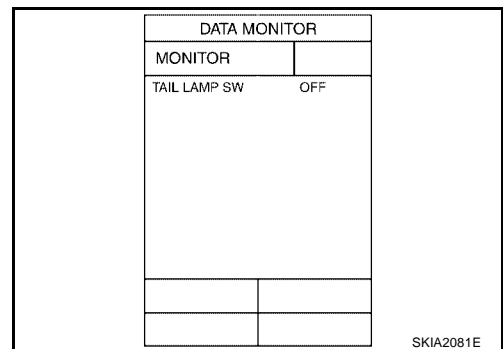 DATA MONITOR
MONITOR
TAIL LAMP SW OFF
SKIA2081E